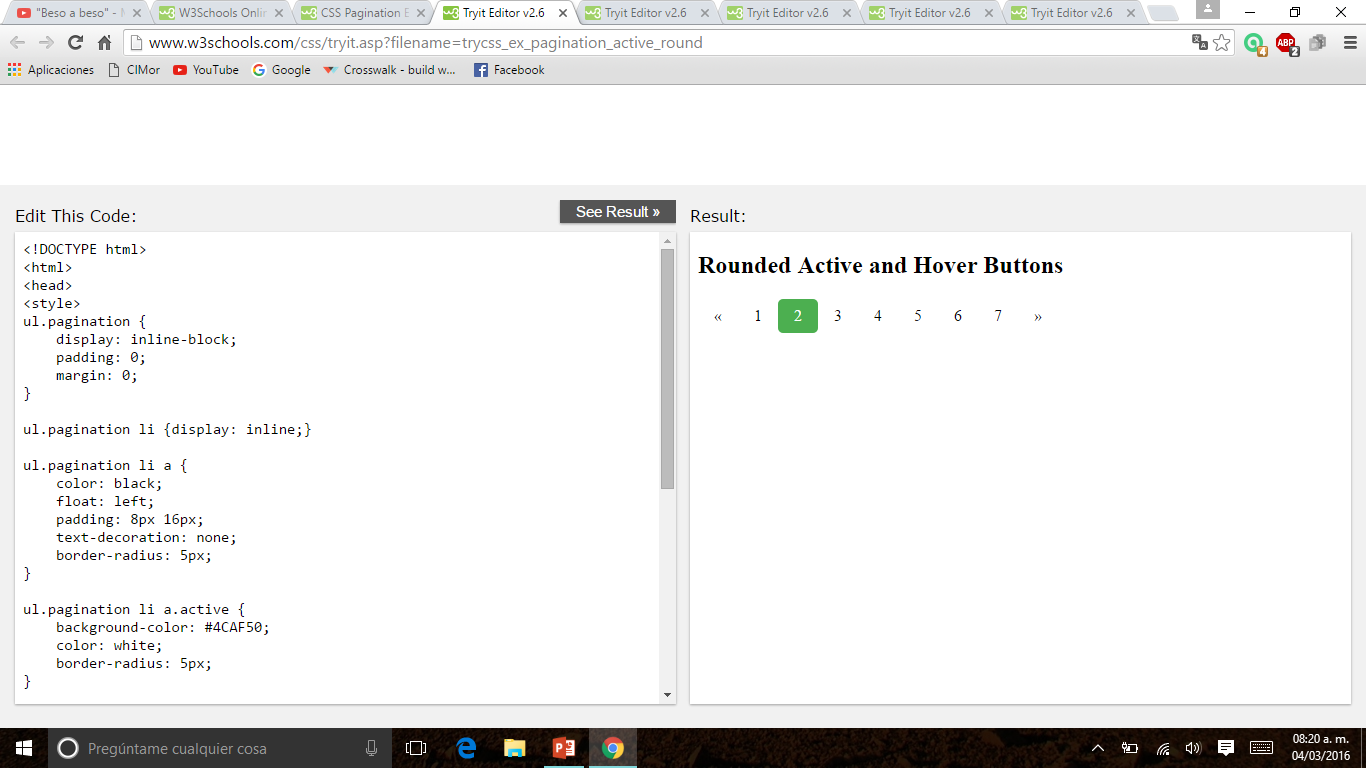 "Beso a beso" -
W3Schools Onli
CSS Pagination E
Tryit Editor v2.6
Tryit Editor v2.6
Tryit Editor v2.6
Tryit Editor v2.6
Tryit Editor v2.6
www.w3schools.com/css/tryit.asp?filename=trycss_ex_pagination_active_round
4
ABP
2
Aplicaciones
CIMor
YouTube
Google
Crosswalk - build w...
Facebook
Edit This Code:
See Result »
<!DOCTYPE html>
<html>
<head>
<style>
ul.pagination {
    display: inline-block;
    padding: 0;
    margin: 0;
}
ul.pagination li {display: inline;}
ul.pagination li a {
    color: black;
    float: left;
    padding: 8px 16px;
    text-decoration: none;
    border-radius: 5px;
}
ul.pagination li a.active {
    background-color: #4CAF50;
    color: white;
    border-radius: 5px;
}
Result:
Rounded Active and Hover Buttons
« 1 2 3 4 5 6 7 »
Pregúntame cualquier cosa
08:20 a. m.
04/03/2016